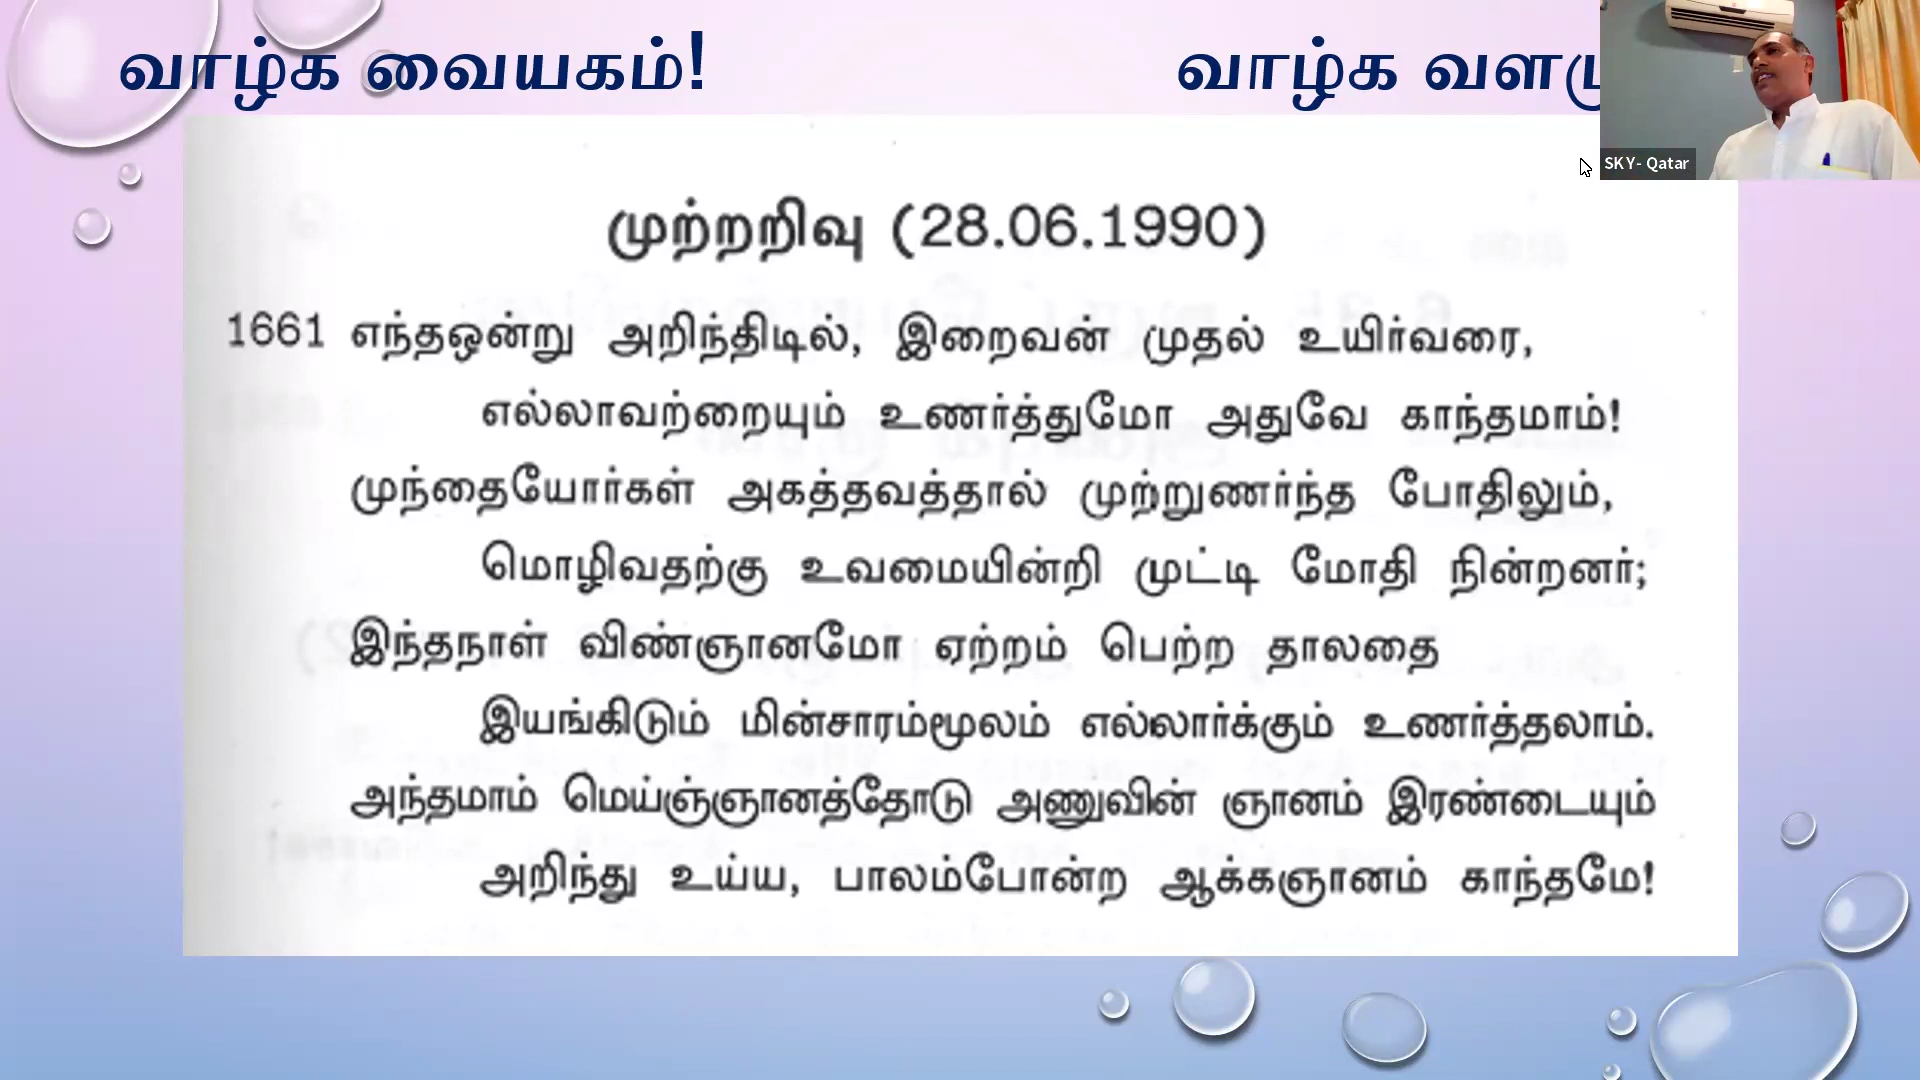 வாழ்க வையகம்!
வாழ்க
SKY- Qatar
முற்றறிவு (28.06.1990)
1661 எந்தஒன்று அறிந்திடில், இறைவன் முதல் உயிர்வரை,
எல்லாவற்றையும் உணர்த்துமோ அதுவே காந்தமாம்!
முந்தையோர்கள் அகத்தவத்தால் முற்றுணர்ந்த போதிலும்,
மொழிவதற்கு உவமையின்றி முட்டி மோதி நின்றனர்;
இந்தநாள் விண்ஞானமோ ஏற்றம் பெற்ற தாலதை
இயங்கிடும் மின்சாரம்மூலம் எல்லார்க்கும் உணர்த்தலாம்.
அந்தமாம் மெய்ஞ்ஞானத்தோடு அணுவின் ஞானம் இரண்டையும்
அறிந்து உய்ய, பாலம்போன்ற ஆக்கஞானம் காந்தமே!